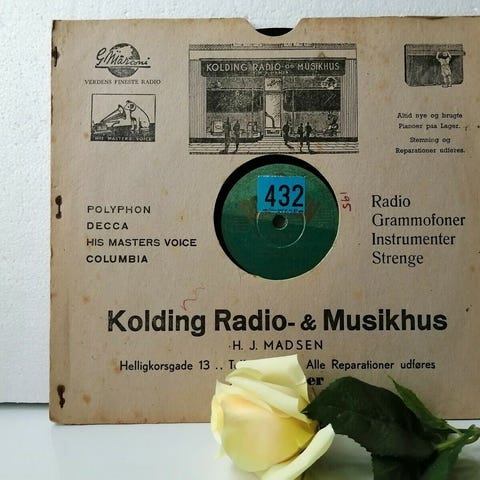 G. Marconi
VERDENS FINESTE RADIO
HIS MASTERS VOICE
KOLDING RADIO- OG MUSIKHUS
Altid nye og brugte
Pianoer paa Lager.
Stemning og
Reparationer udføres.
432
195
POLYPHON
DECCA
HIS MASTERS VOICE
COLUMBIA
Radio
Grammofoner
Instrumenter
Strenge
Kolding Radio- & Musikhus
H. J. MADSEN
Helligkorsgade 13 .. Alle Reparationer udføres